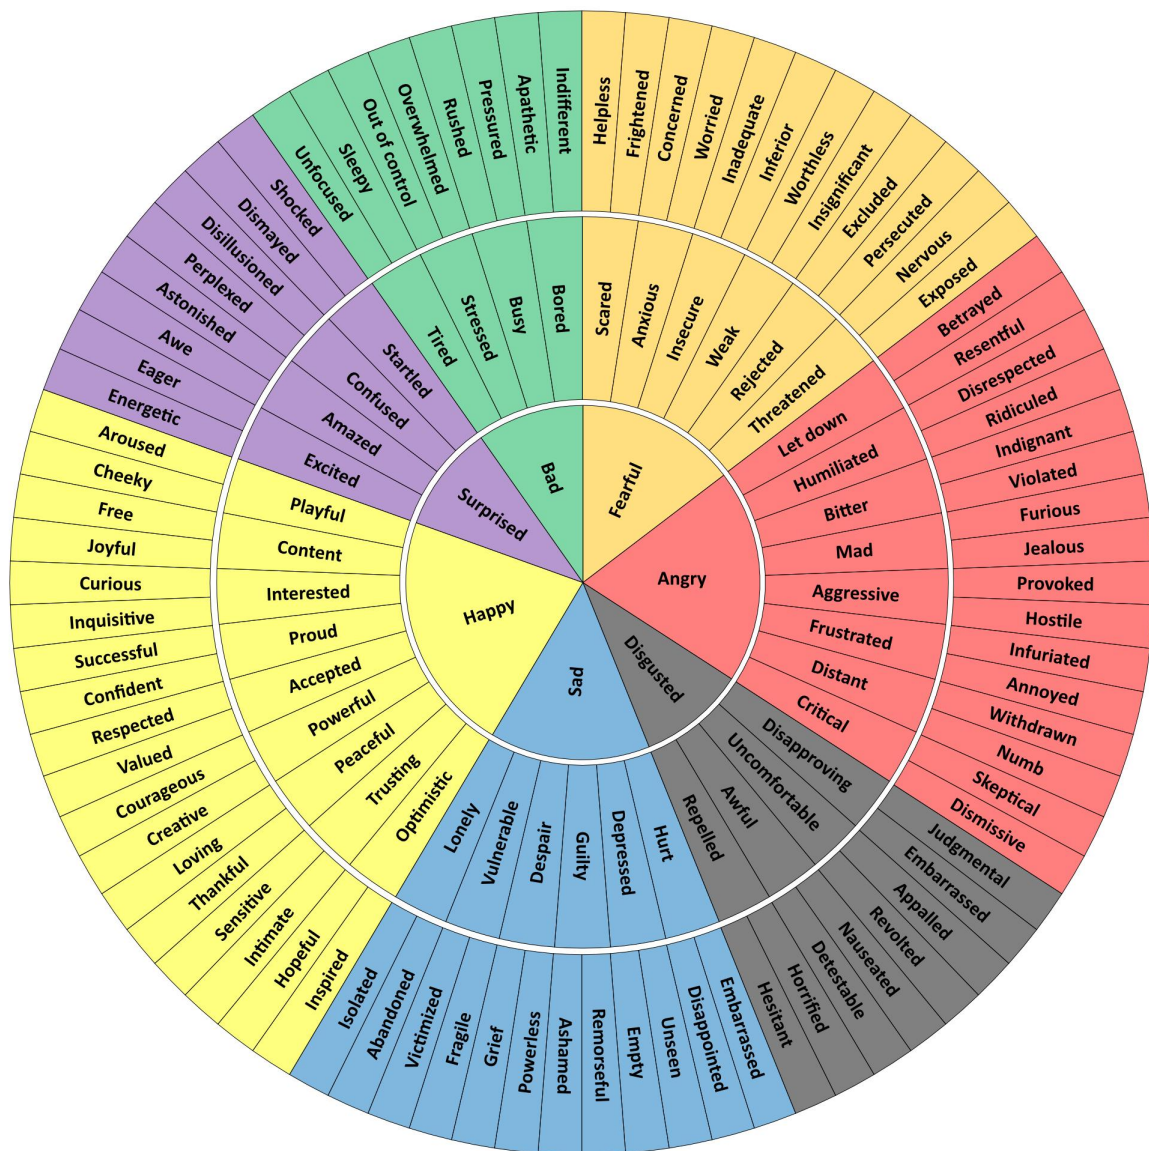 Fearful
Angry
Disgusted
Sad
Happy
Surprised
Bad
Scared
Anxious
Insecure
Weak
Rejected
Threatened
Let down
Humiliated
Bitter
Mad
Aggressive
Frustrated
Distant
Critical
Disapproving
Uncomfortable
Awful
Repelled
Hurt
Depressed
Guilty
Despair
Vulnerable
Lonely
Optimistic
Trusting
Peaceful
Powerful
Accepted
Proud
Interested
Content
Playful
Excited
Amazed
Confused
Startled
Tired
Stressed
Busy
Bored
Helpless
Frightened
Concerned
Worried
Inadequate
Inferior
Worthless
Insignificant
Excluded
Persecuted
Nervous
Exposed
Betrayed
Resentful
Disrespected
Ridiculed
Indignant
Violated
Furious
Jealous
Provoked
Hostile
Infuriated
Annoyed
Withdrawn
Numb
Skeptical
Dismissive
Judgmental
Embarrassed
Appalled
Revolted
Nauseated
Detestable
Horrified
Hesitant
Embarrassed
Disappointed
Unseen
Empty
Remorseful
Ashamed
Powerless
Grief
Fragile
Victimized
Abandoned
Isolated
Inspired
Hopeful
Intimate
Sensitive
Thankful
Loving
Creative
Courageous
Valued
Respected
Confident
Successful
Inquisitive
Curious
Joyful
Free
Cheeky
Aroused
Energetic
Eager
Awe
Astonished
Perplexed
Disillusioned
Dismayed
Shocked
Unfocused
Sleepy
Out of control
Overwhelmed
Rushed
Pressured
Apathetic
Indifferent